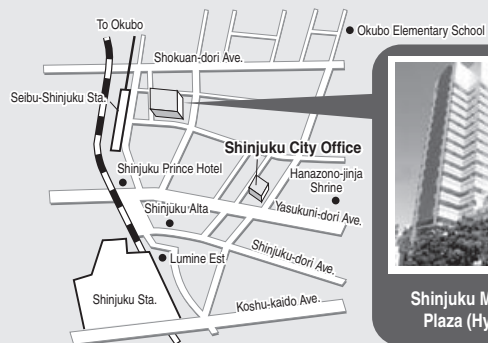 To Okubo
Okubo Elementary School
Shokuan-dori Ave.
Seibu-Shinjuku Sta.
Shinjuku City Office
Shinjuku Prince Hotel
Hanazono-jinja
Shrine
Shinjuku Alta
Yasukuni-dori Ave.
Shinjuku-dori Ave.
Lumine Est
Shinjuku Sta.
Koshu-kaido Ave.
Shinjuku
Plaza